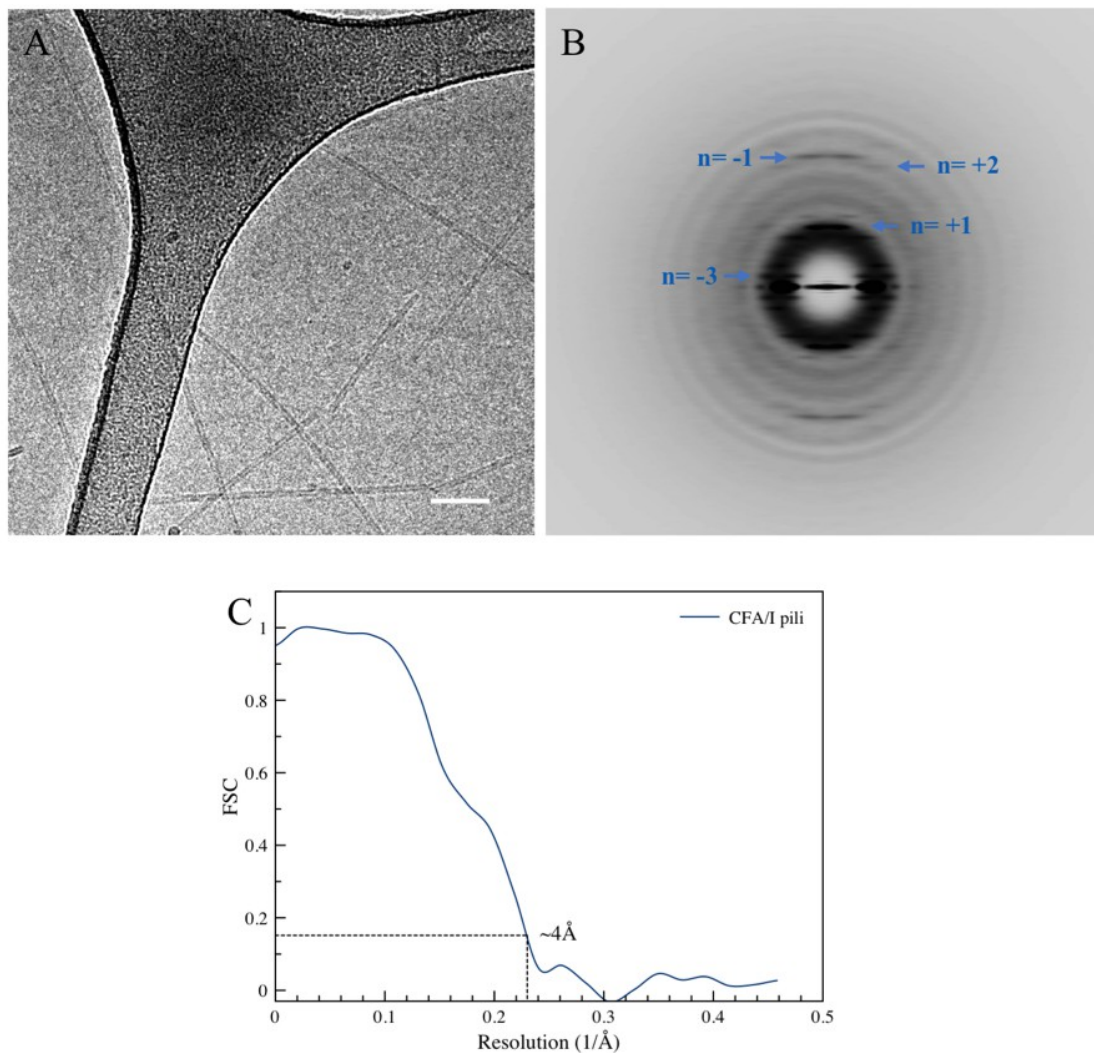 A
B
n= -1
n= +2
n= +1
n= -3
C
CFA/I pili
1
0.8
0.6
0.4
0.2
0
FSC
~4Å
0
0.1
0.2
0.3
0.4
0.5
Resolution (1/Å)